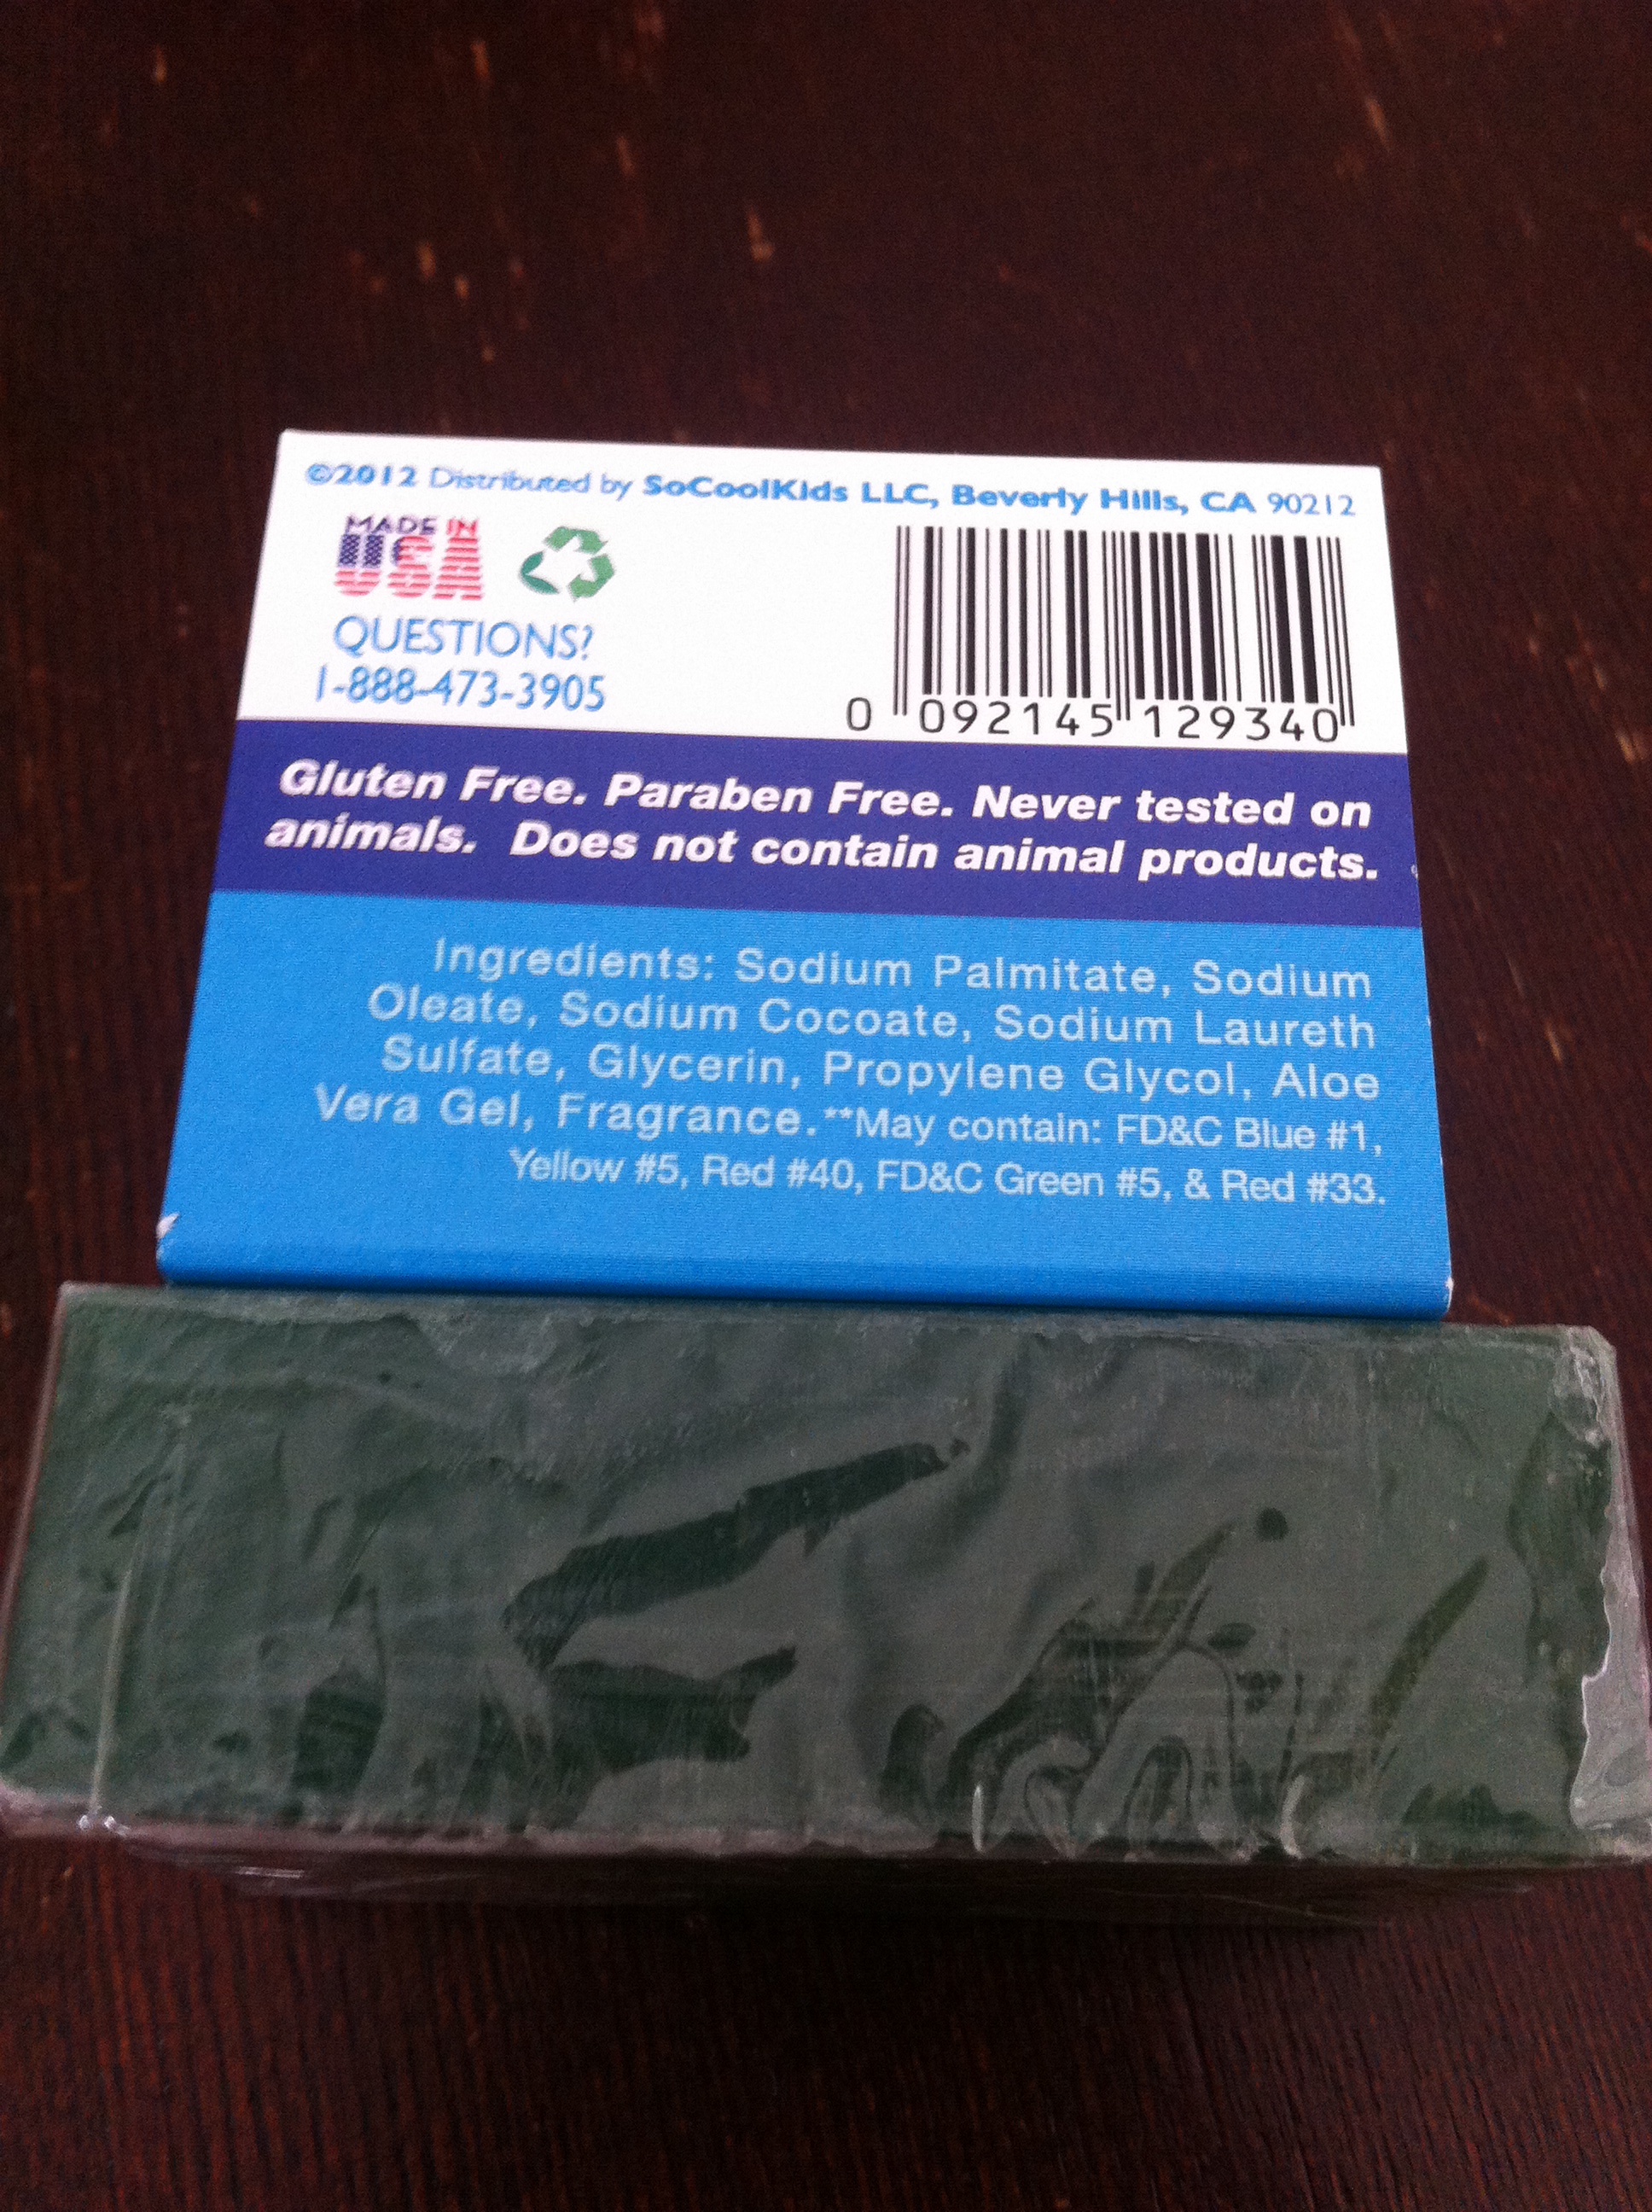 ©2012 Distributed by SoCoolKids LLC, Beverly Hills, CA 90212
MADE IN
USA
QUESTIONS?
1-888-473-3905
0 092145 129340
Gluten Free. Paraben Free. Never tested on
animals. Does not contain animal products.
Ingredients: Sodium Palmitate, Sodium
Oleate, Sodium Cocoate, Sodium Laureth
Sulfate, Glycerin, Propylene Glycol, Aloe
Vera Gel, Fragrance.**May contain: FD&C Blue #1,
Yellow #5, Red #40, FD&C Green #5, & Red #33.